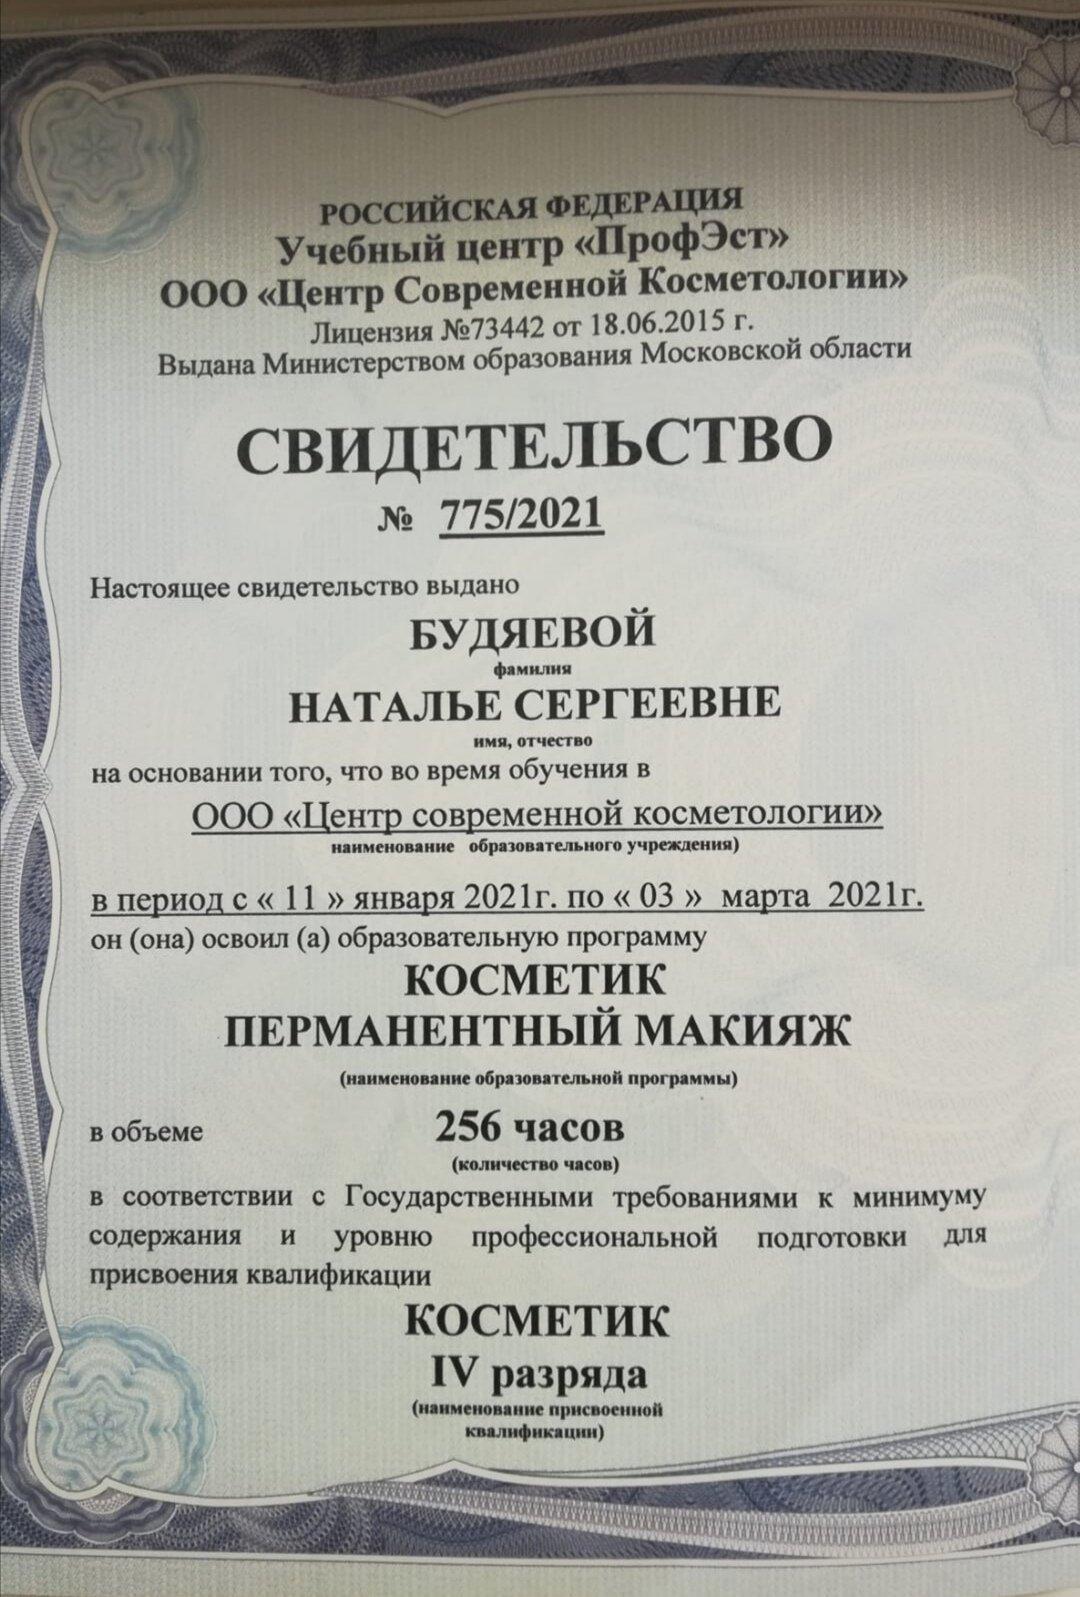 РОССИЙСКАЯ ФЕДЕРАЦИЯ
Учебный центр «ПрофЭст»
ООО «Центр Современной Косметологии»
Лицензия №73442 от 18.06.2015 г.
Выдана Министерством образования Московской области
СВИДЕТЕЛЬСТВО
№ 775/2021
Настоящее свидетельство выдано
БУДЯЕВОЙ
фамилия
НАТАЛЬЕ СЕРГЕЕВНЕ
имя, отчество
на основании того, что во время обучения в
ООО «Центр современной косметологии»
наименование образовательного учреждения)
в период с « 11 » января 2021г. по « 03 » марта 2021г.
он (она) освоил (а) образовательную программу
КОСМЕТИК
ПЕРМАНЕНТНЫЙ МАКИЯЖ
(наименование образовательной программы)
в объеме 256 часов
(количество часов)
в соответствии с Государственными требованиями к минимуму
содержания и уровню профессиональной подготовки для
присвоения квалификации
КОСМЕТИК
IV разряда
(наименование присвоенной
квалификации)